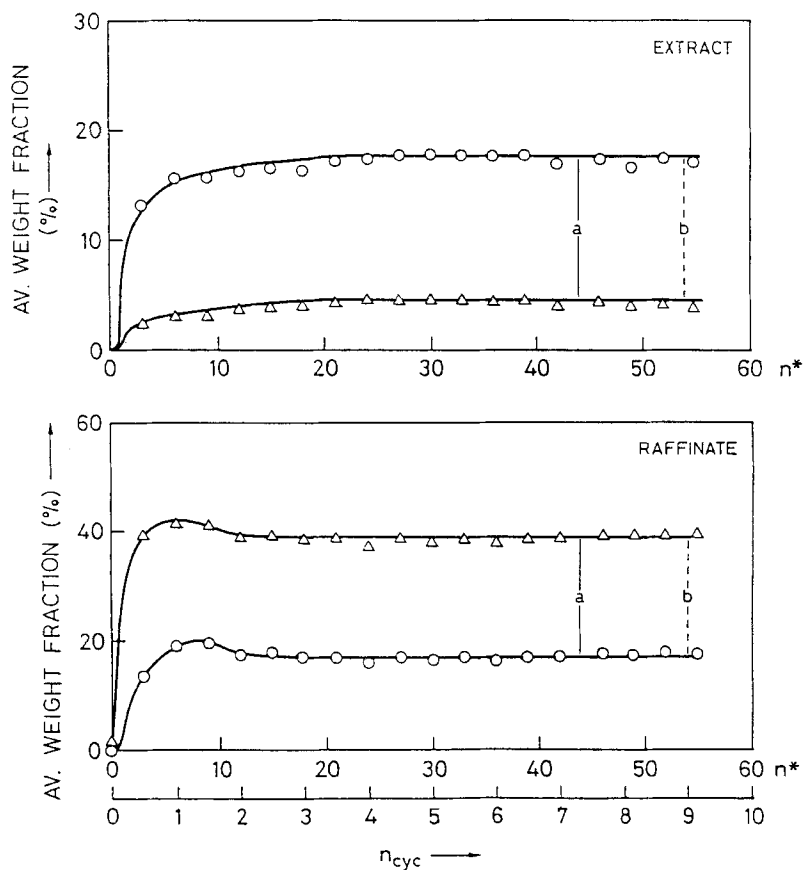 AV. WEIGHT FRACTION
(%)
30
20
10
0
EXTRACT
a
b
0 10 20 30 40 50 60 n*
AV. WEIGHT FRACTION (%)
60
40
20
0
RAFFINATE
a
b
0 10 20 30 40 50 60 n*
0 1 2 3 4 5 6 7 8 9 10
n_cyc